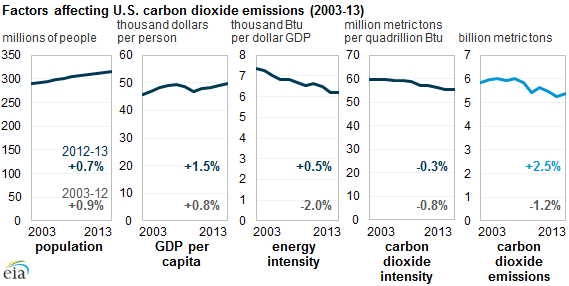 Factors affecting U.S. carbon dioxide emissions (2003-13)
millions of people
350
300
250
200
150
100
50
0
2012-13
+0.7%
2003-12
+0.9%
2003 2013
population
thousand dollars
per person
60
50
40
30
20
10
0
+1.5%
+0.8%
2003 2013
GDP per
capita
thousand Btu
per dollar GDP
8
7
6
5
4
3
2
1
0
+0.5%
-2.0%
2003 2013
energy
intensity
million metric tons
per quadrillion Btu
70
60
50
40
30
20
10
0
-0.3%
-0.8%
2003 2013
carbon
dioxide
intensity
billion metric tons
7
6
5
4
3
2
1
0
+2.5%
-1.2%
2003 2013
carbon
dioxide
emissions
eia